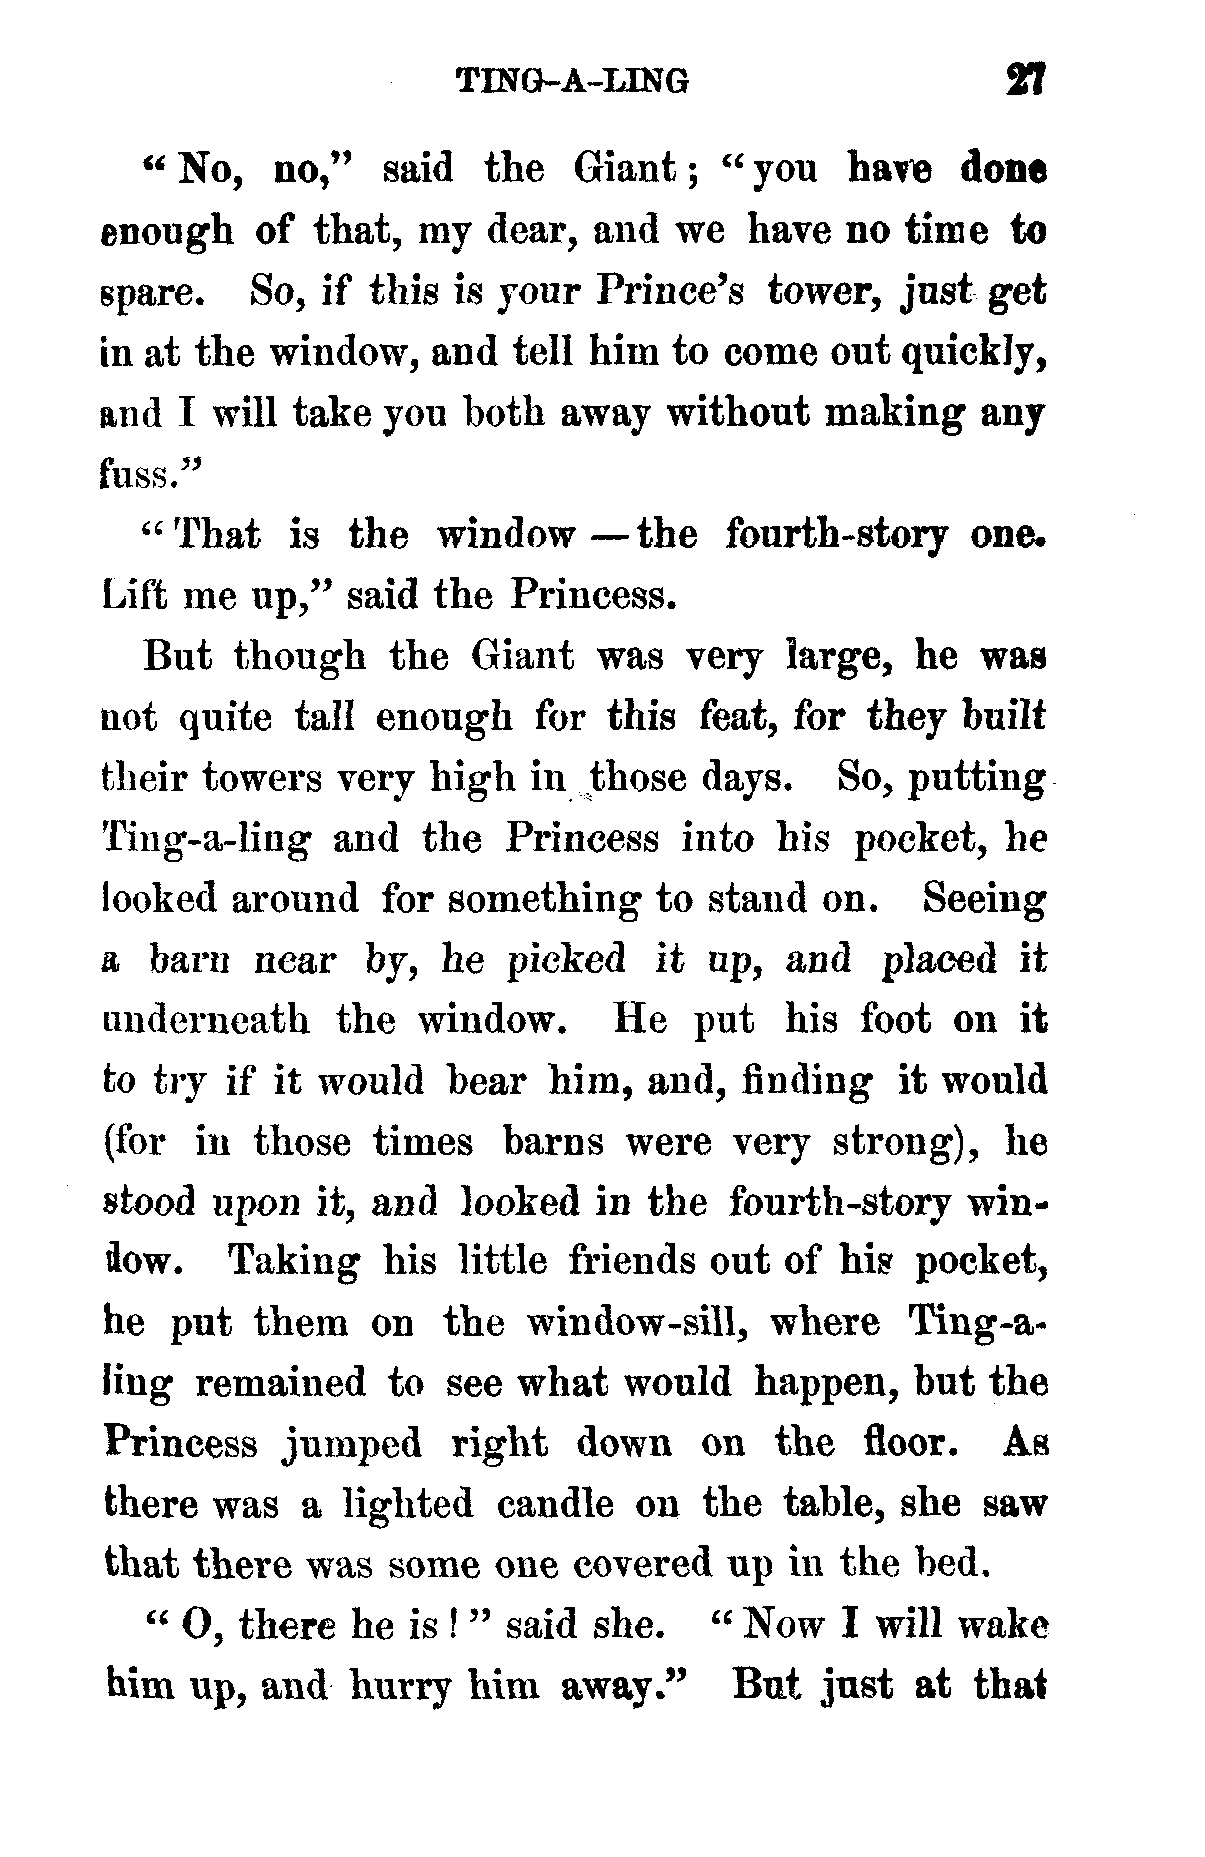 TING-A-LING 27
" No, no," said the Giant ; " you have done
enough of that, my dear, and we have no time to
spare. So, if this is your Prince's tower, just get
in at the window, and tell him to come out quickly,
and I will take you both away without making any
fuss."
" That is the window — the fourth-story one.
Lift me up," said the Princess.
But though the Giant was very large, he was
not quite tall enough for this feat, for they built
their towers very high in those days. So, putting
Ting-a-ling and the Princess into his pocket, he
looked around for something to stand on. Seeing
a barn near by, he picked it up, and placed it
underneath the window. He put his foot on it
to try if it would bear him, and, finding it would
(for in those times barns were very strong), he
stood upon it, and looked in the fourth-story win-
dow. Taking his little friends out of his pocket,
he put them on the window-sill, where Ting-a-
ling remained to see what would happen, but the
Princess jumped right down on the floor. As
there was a lighted candle on the table, she saw
that there was some one covered up in the bed.
" O, there he is ! " said she. " Now I will wake
him up, and hurry him away." But just at that